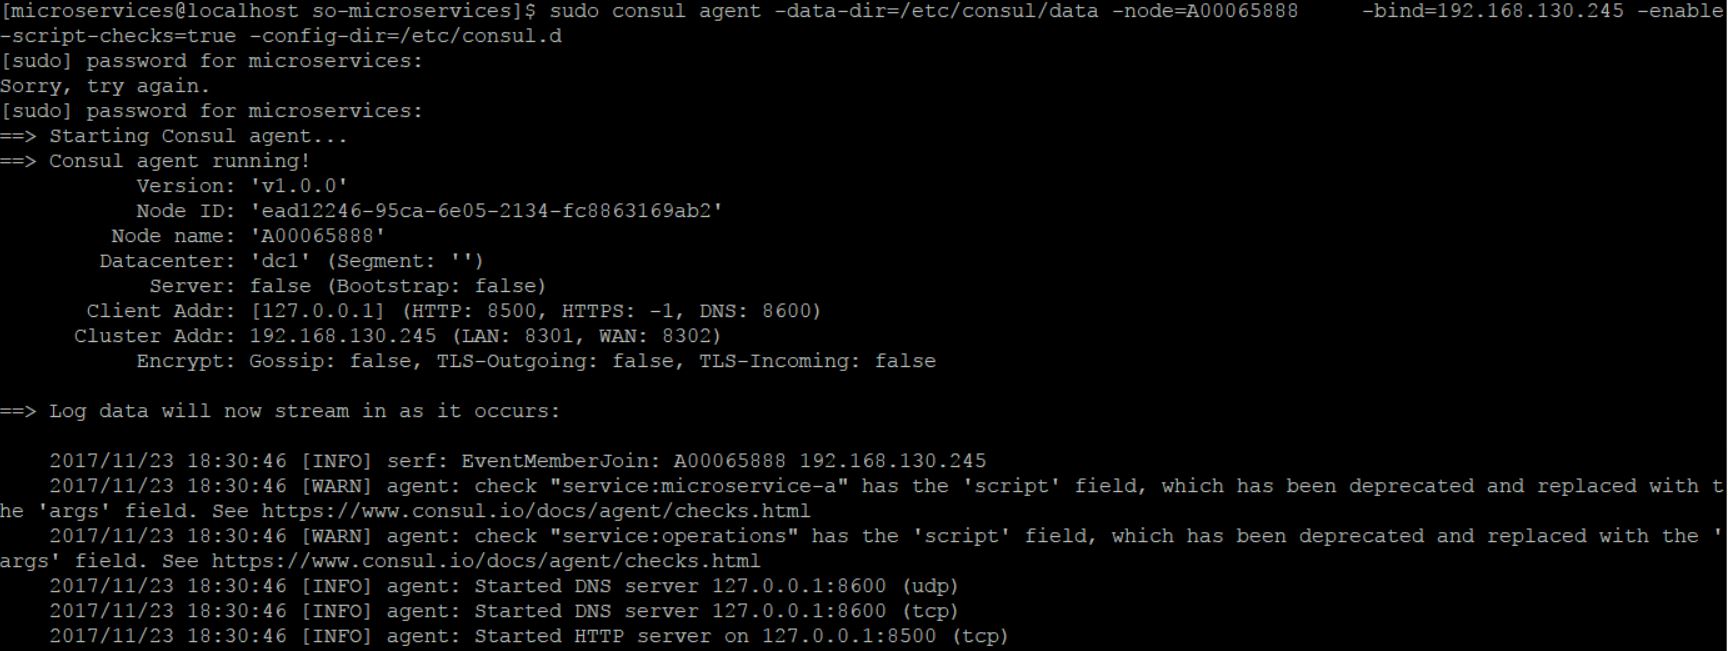 [microservices@localhost so-microservices]$ sudo consul agent -data-dir=/etc/consul/data -node=A00065888     -bind=192.168.130.245 -enable
-script-checks=true -config-dir=/etc/consul.d
[sudo] password for microservices:
Sorry, try again.
[sudo] password for microservices:
==> Starting Consul agent...
==> Consul agent running!
           Version: 'v1.0.0'
           Node ID: 'ead12246-95ca-6e05-2134-fc8863169ab2'
         Node name: 'A00065888'
        Datacenter: 'dc1' (Segment: '')
            Server: false (Bootstrap: false)
       Client Addr: [127.0.0.1] (HTTP: 8500, HTTPS: -1, DNS: 8600)
      Cluster Addr: 192.168.130.245 (LAN: 8301, WAN: 8302)
           Encrypt: Gossip: false, TLS-Outgoing: false, TLS-Incoming: false
==> Log data will now stream in as it occurs:
    2017/11/23 18:30:46 [INFO] serf: EventMemberJoin: A00065888 192.168.130.245
    2017/11/23 18:30:46 [WARN] agent: check "service:microservice-a" has the 'script' field, which has been deprecated and replaced with t
he 'args' field. See https://www.consul.io/docs/agent/checks.html
    2017/11/23 18:30:46 [WARN] agent: check "service:operations" has the 'script' field, which has been deprecated and replaced with the '
args' field. See https://www.consul.io/docs/agent/checks.html
    2017/11/23 18:30:46 [INFO] agent: Started DNS server 127.0.0.1:8600 (udp)
    2017/11/23 18:30:46 [INFO] agent: Started DNS server 127.0.0.1:8600 (tcp)
    2017/11/23 18:30:46 [INFO] agent: Started HTTP server on 127.0.0.1:8500 (tcp)